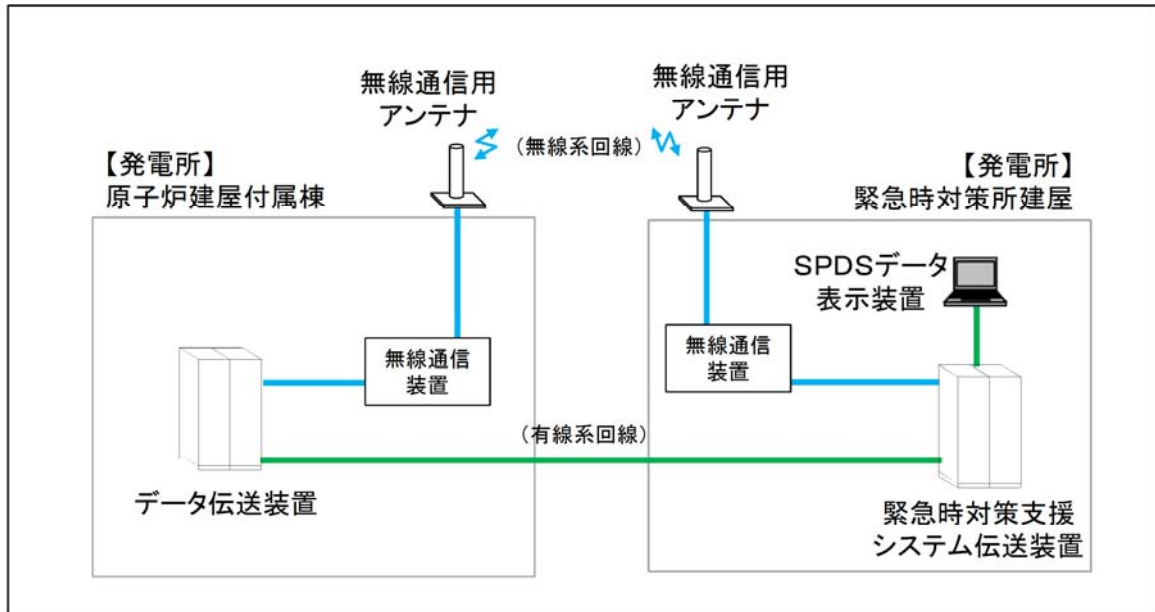 無線通信用
アンテナ
無線通信用
アンテナ
(無線系回線)
【発電所】
原子炉建屋付属棟
【発電所】
緊急時対策所建屋
SPDSデータ
表示装置
無線通信
装置
無線通信
装置
(有線系回線)
データ伝送装置
緊急時対策支援
システム伝送装置